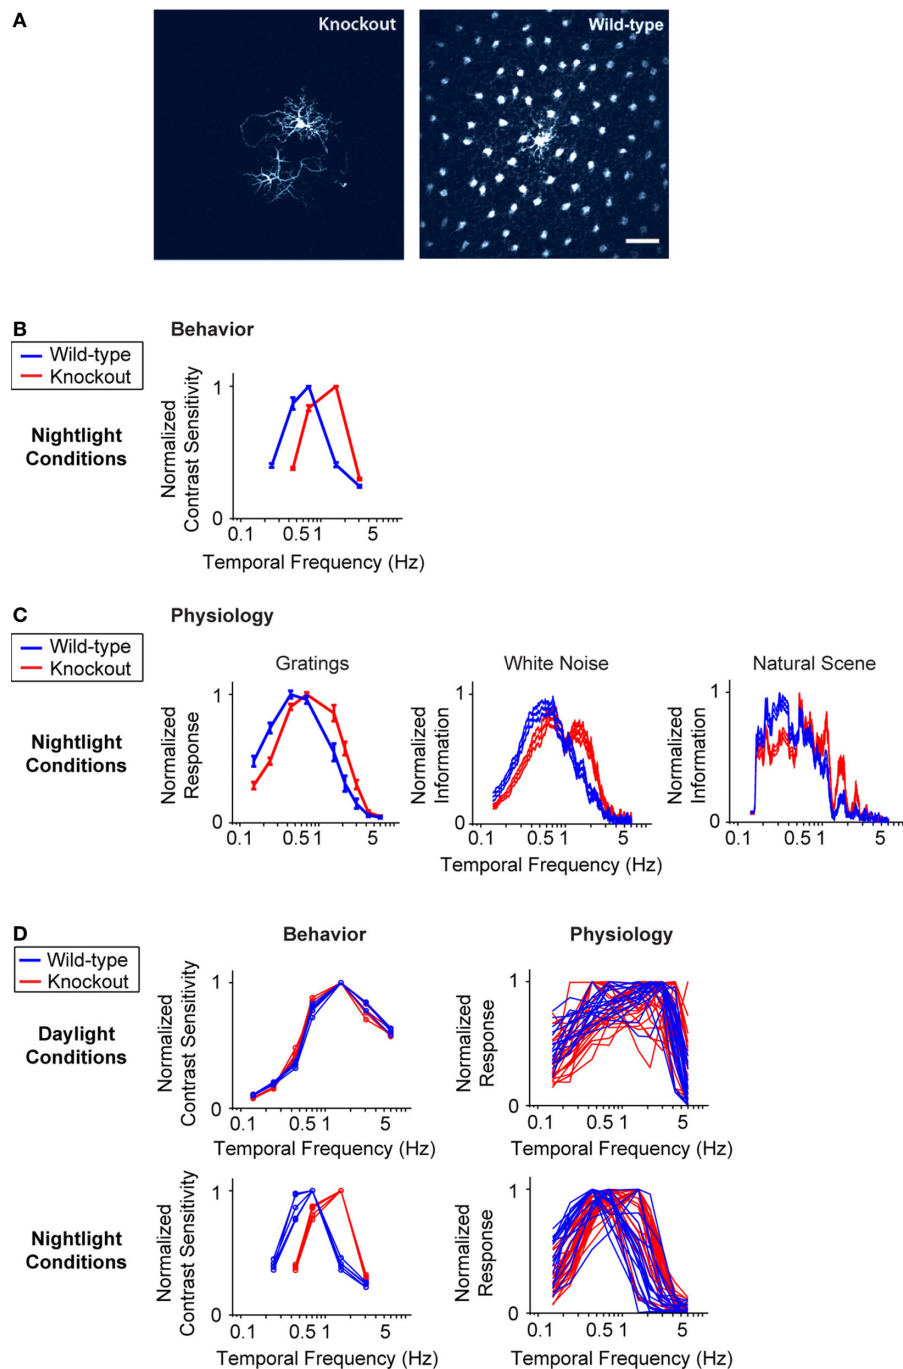 A
Knockout
Wild-type
B
Behavior
Wild-type
Knockout
Nightlight
Conditions
Normalized
Contrast Sensitivity
1
0
0.1 0.5 1 5
Temporal Frequency (Hz)
C
Physiology
Wild-type
Knockout
Nightlight
Conditions
Gratings
White Noise
Natural Scene
Normalized
Response
1
0
0.1 0.5 1 5
Normalized
Information
1
0
0.1 0.5 1 5
Normalized
Information
1
0
0.1 0.5 1 5
Temporal Frequency (Hz)
D
Behavior
Physiology
Wild-type
Knockout
Daylight
Conditions
Normalized
Contrast Sensitivity
1
0
0.1 0.5 1 5
Temporal Frequency (Hz)
Normalized
Response
1
0
0.1 0.5 1 5
Temporal Frequency (Hz)
Nightlight
Conditions
Normalized
Contrast Sensitivity
1
0
0.1 0.5 1 5
Temporal Frequency (Hz)
Normalized
Response
1
0
0.1 0.5 1 5
Temporal Frequency (Hz)